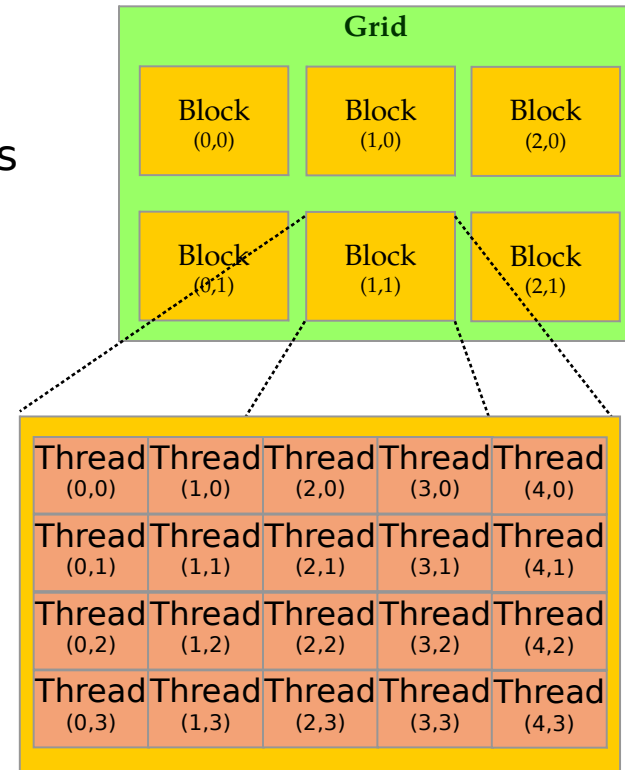 Grid
Block Block Block
(0,0) (1,0) (2,0)
s
Block Block Block
(0,1) (1,1) (2,1)
Thread Thread Thread Thread Thread
(0,0) (1,0) (2,0) (3,0) (4,0)
Thread Thread Thread Thread Thread
(0,1) (1,1) (2,1) (3,1) (4,1)
Thread Thread Thread Thread Thread
(0,2) (1,2) (2,2) (3,2) (4,2)
Thread Thread Thread Thread Thread
(0,3) (1,3) (2,3) (3,3) (4,3)